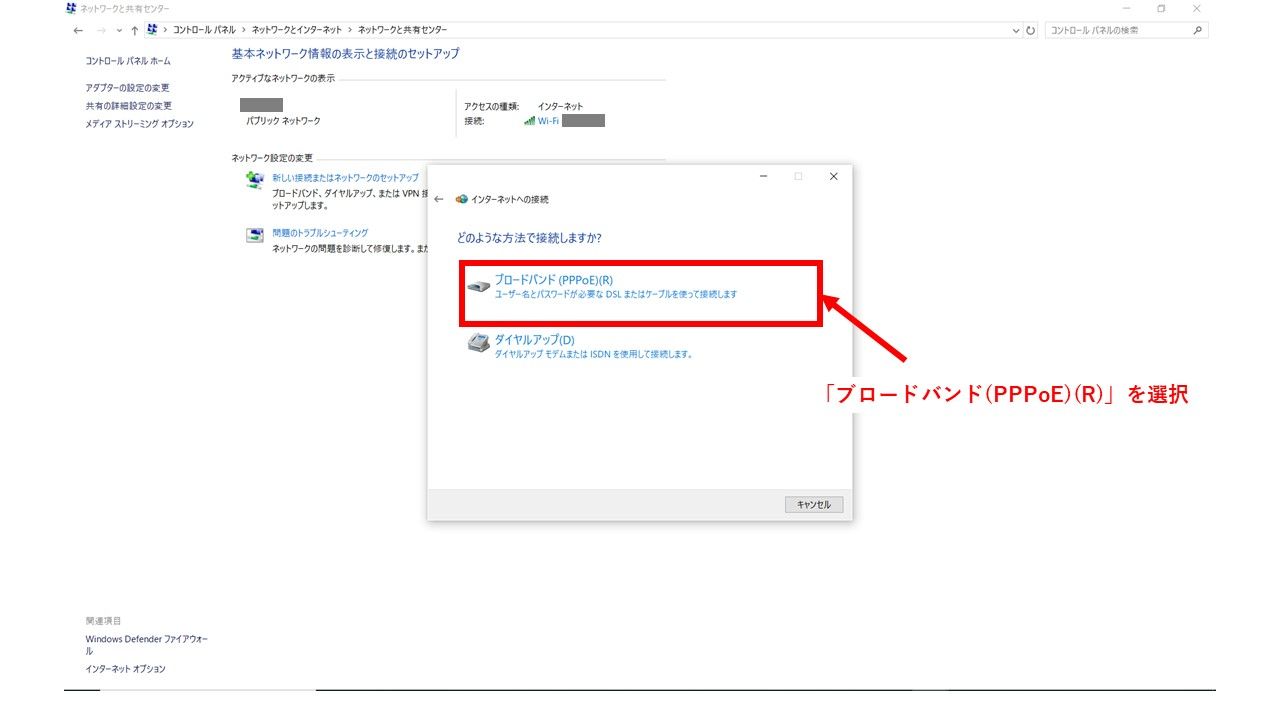 ネットワークと共有センター
コントロール パネル › ネットワークとインターネット › ネットワークと共有センター
コントロール パネルの検索
コントロール パネル ホーム
アダプターの設定の変更
共有の詳細設定の変更
メディア ストリーミング オプション
基本ネットワーク情報の表示と接続のセットアップ
アクティブなネットワークの表示
パブリック ネットワーク
アクセスの種類: インターネット
接続: Wi-Fi
ネットワーク設定の変更
新しい接続またはネットワークのセットアップ
ブロードバンド、ダイヤルアップ、または VPN 接
ットアップします。
問題のトラブルシューティング
ネットワークの問題を診断して修復します。また
インターネットへの接続
どのような方法で接続しますか?
ブロードバンド (PPPoE)(R)
ユーザー名とパスワードが必要な DSL またはケーブルを使って接続します
ダイヤルアップ(D)
ダイヤルアップ モデムまたは ISDN を使用して接続します。
キャンセル
「ブロードバンド(PPPoE)(R)」を選択
関連項目
Windows Defender ファイアウォー
ル
インターネット オプション